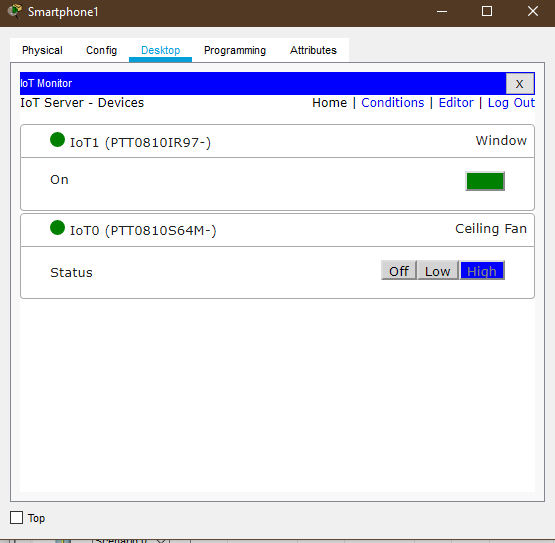 Smartphone1
Physical Config Desktop Programming Attributes
IoT Monitor X
IoT Server - Devices Home | Conditions | Editor | Log Out
IoT1 (PTT0810IR97-) Window
On
IoT0 (PTT0810S64M-) Ceiling Fan
Status Off Low High
Top